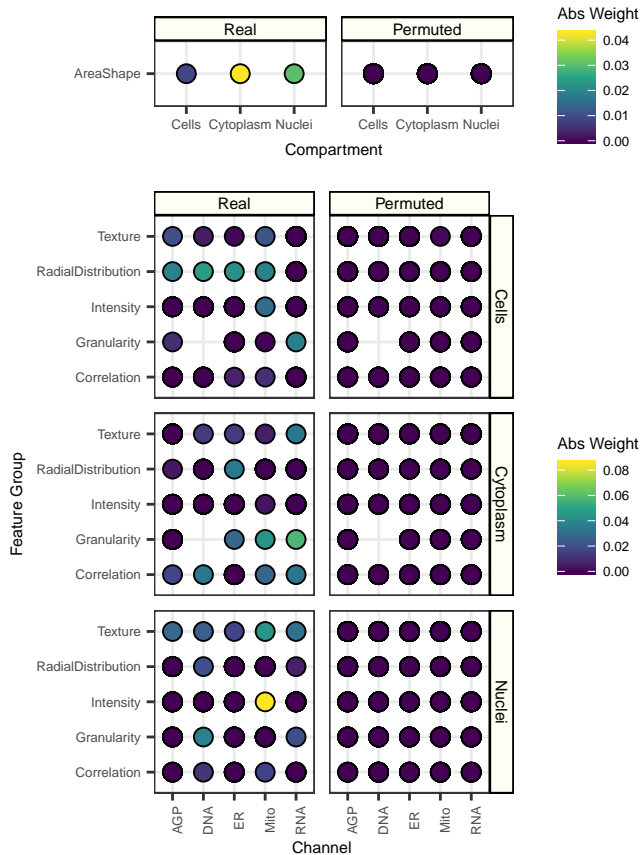 Real Permuted
AreaShape
Cells Cytoplasm Nuclei Cells Cytoplasm Nuclei
Compartment
Abs Weight
0.04
0.03
0.02
0.01
0.00
Real Permuted
Feature Group
Texture
RadialDistribution
Intensity
Granularity
Correlation
Cells
Texture
RadialDistribution
Intensity
Granularity
Correlation
Cytoplasm
Texture
RadialDistribution
Intensity
Granularity
Correlation
Nuclei
AGP DNA ER Mito RNA AGP DNA ER Mito RNA
Channel
Abs Weight
0.08
0.06
0.04
0.02
0.00